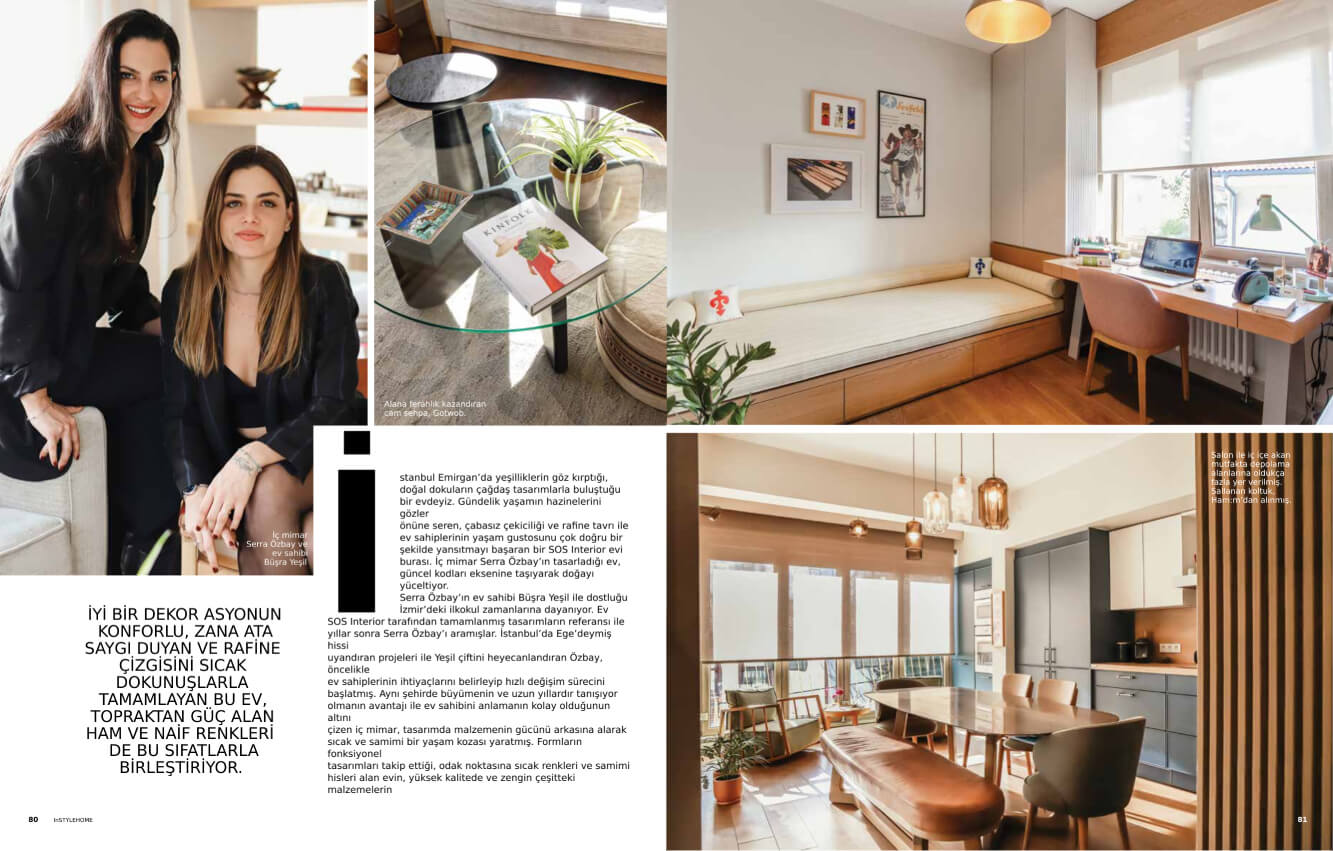 İç mimar
Serra Özbay ve
ev sahibi
Büşra Yeşil
İYİ BİR DEKOR ASYONUN
KONFORLU, ZANA ATA
SAYGI DUYAN VE RAFİNE
ÇİZGİSİNİ SICAK
DOKUNUŞLARLA
TAMAMLAYAN BU EV,
TOPRAKTAN GÜÇ ALAN
HAM VE NAİF RENKLERİ
DE BU SIFATLARLA
BİRLEŞTİRİYOR.
80 InSTYLEHOME
KINFOLK
Alana ferahlık kazandıran
cam sehpa, Gotwob.
i
stanbul Emirgan’da yeşilliklerin göz kırptığı,
doğal dokuların çağdaş tasarımlarla buluştuğu
bir evdeyiz. Gündelik yaşamın hazinelerini
gözler
önüne seren, çabasız çekiciliği ve rafine tavrı ile
ev sahiplerinin yaşam gustosunu çok doğru bir
şekilde yansıtmayı başaran bir SOS Interior evi
burası. İç mimar Serra Özbay’ın tasarladığı ev,
güncel kodları eksenine taşıyarak doğayı
yüceltiyor.
Serra Özbay’ın ev sahibi Büşra Yeşil ile dostluğu
İzmir’deki ilkokul zamanlarına dayanıyor. Ev
SOS Interior tarafından tamamlanmış tasarımların referansı ile
yıllar sonra Serra Özbay’ı aramışlar. İstanbul’da Ege’deymiş
hissi
uyandıran projeleri ile Yeşil çiftini heyecanlandıran Özbay,
öncelikle
ev sahiplerinin ihtiyaçlarını belirleyip hızlı değişim sürecini
başlatmış. Aynı şehirde büyümenin ve uzun yıllardır tanışıyor
olmanın avantajı ile ev sahibini anlamanın kolay olduğunun
altını
çizen iç mimar, tasarımda malzemenin gücünü arkasına alarak
sıcak ve samimi bir yaşam kozası yaratmış. Formların
fonksiyonel
tasarımları takip ettiği, odak noktasına sıcak renkleri ve samimi
hisleri alan evin, yüksek kalitede ve zengin çeşitteki
malzemelerin
Salon ile iç içe akan
mutfakta depolama
alanlarına oldukça
fazla yer verilmiş.
Sallanan koltuk,
Ham:m’dan alınmış.
81